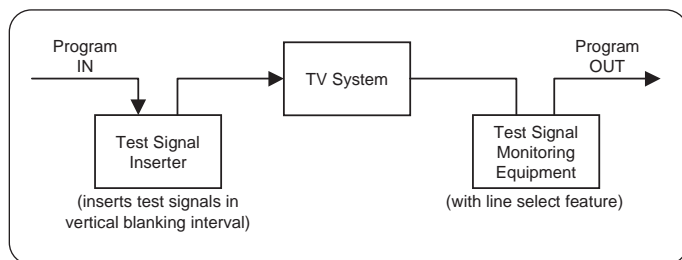 Program
IN
Test Signal
Inserter
(inserts test signals in
vertical blanking interval)
TV System
Program
OUT
Test Signal
Monitoring
Equipment
(with line select feature)